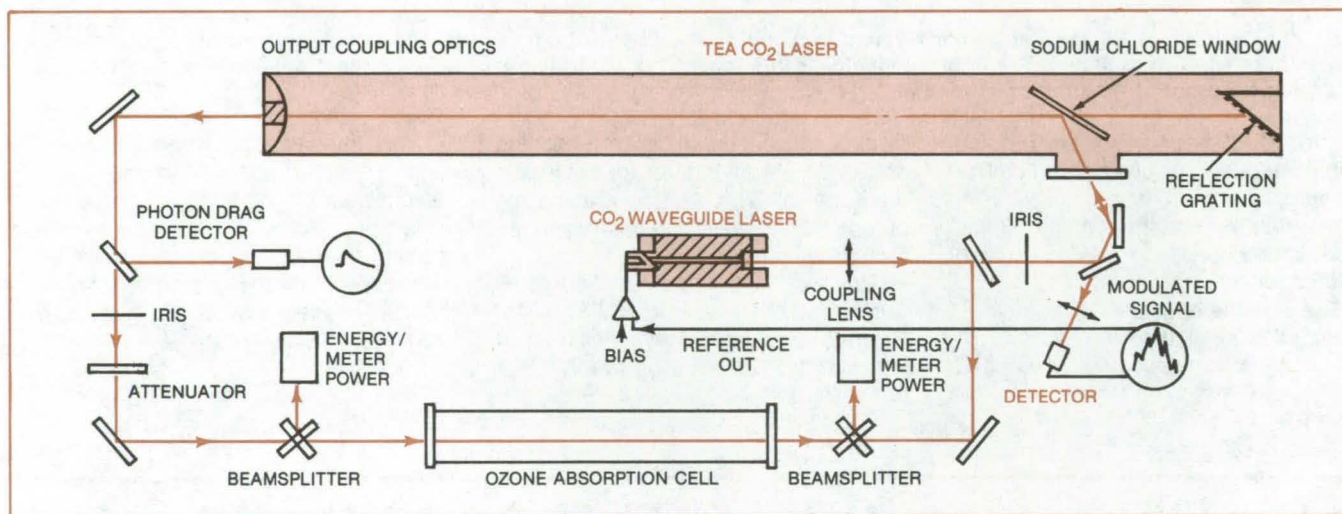 OUTPUT COUPLING OPTICS
TEA CO₂ LASER
SODIUM CHLORIDE WINDOW
REFLECTION
GRATING
PHOTON DRAG
DETECTOR
CO₂ WAVEGUIDE LASER
IRIS
COUPLING
LENS
MODULATED
SIGNAL
IRIS
ATTENUATOR
ENERGY/
METER
POWER
BIAS
REFERENCE
OUT
ENERGY/
METER
POWER
DETECTOR
BEAMSPLITTER
OZONE ABSORPTION CELL
BEAMSPLITTER